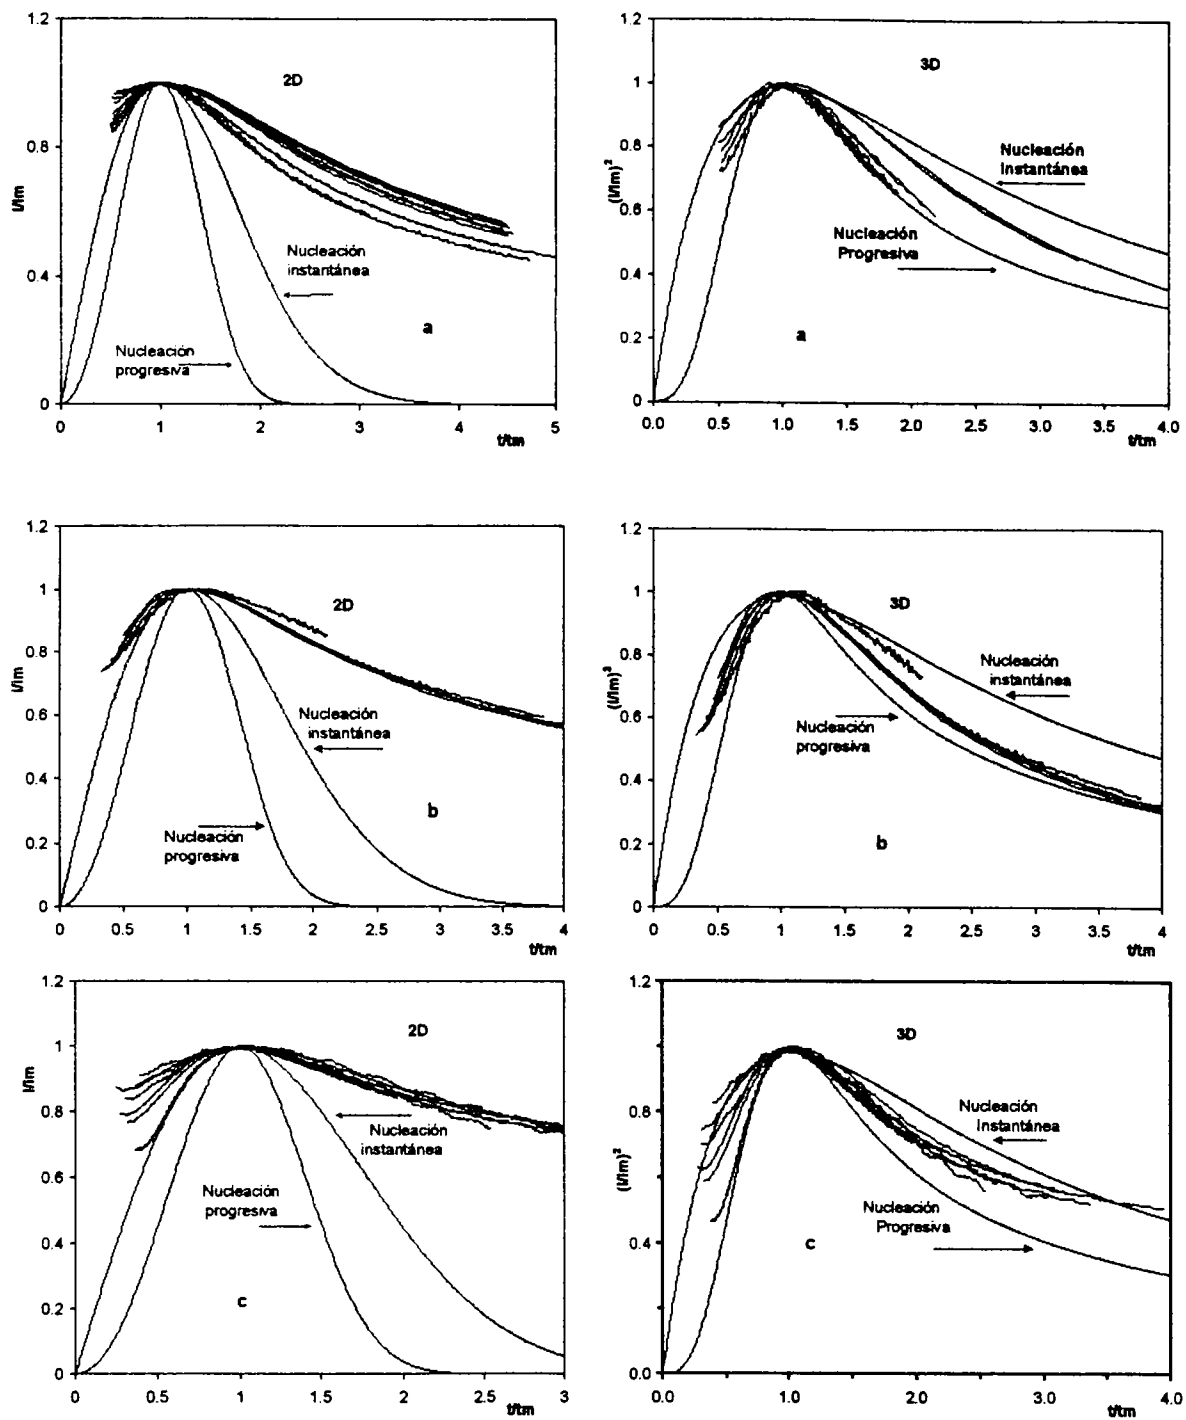 1.2
1
0.8
0.4
0
I/Im
2D
Nucleación
instantánea
Nucleación
progresiva
a
0 1 2 3 4 5
t/tm
1.2
1
0.8
0.6
0.4
0.2
0
(I/Im)²
3D
Nucleación
Instantánea
Nucleación
Progresiva
a
0.0 0.5 1.0 1.5 2.0 2.5 3.0 3.5 4.0
t/tm
1.2
1
0.8
0.6
0.4
0.2
0
I/Im
2D
Nucleación
instantánea
Nucleación
progresiva
b
0 0.5 1 1.5 2 2.5 3 3.5 4
t/tm
1.2
1
0.8
0.6
0.4
0.2
0
(I/Im)²
3D
Nucleación
instantánea
Nucleación
progresiva
b
0 0.5 1 1.5 2 2.5 3 3.5 4
t/tm
1.2
1
0.8
0.6
0.4
0.2
0
I/Im
2D
Nucleación
instantánea
Nucleación
progresiva
c
0 0.5 1 1.5 2 2.5 3
t/tm
1.2
1
0.8
0.6
0.4
0.0
(I/Im)²
3D
Nucleación
Instantánea
Nucleación
Progresiva
c
0.0 1.0 2.0 3.0 4.0
t/tm